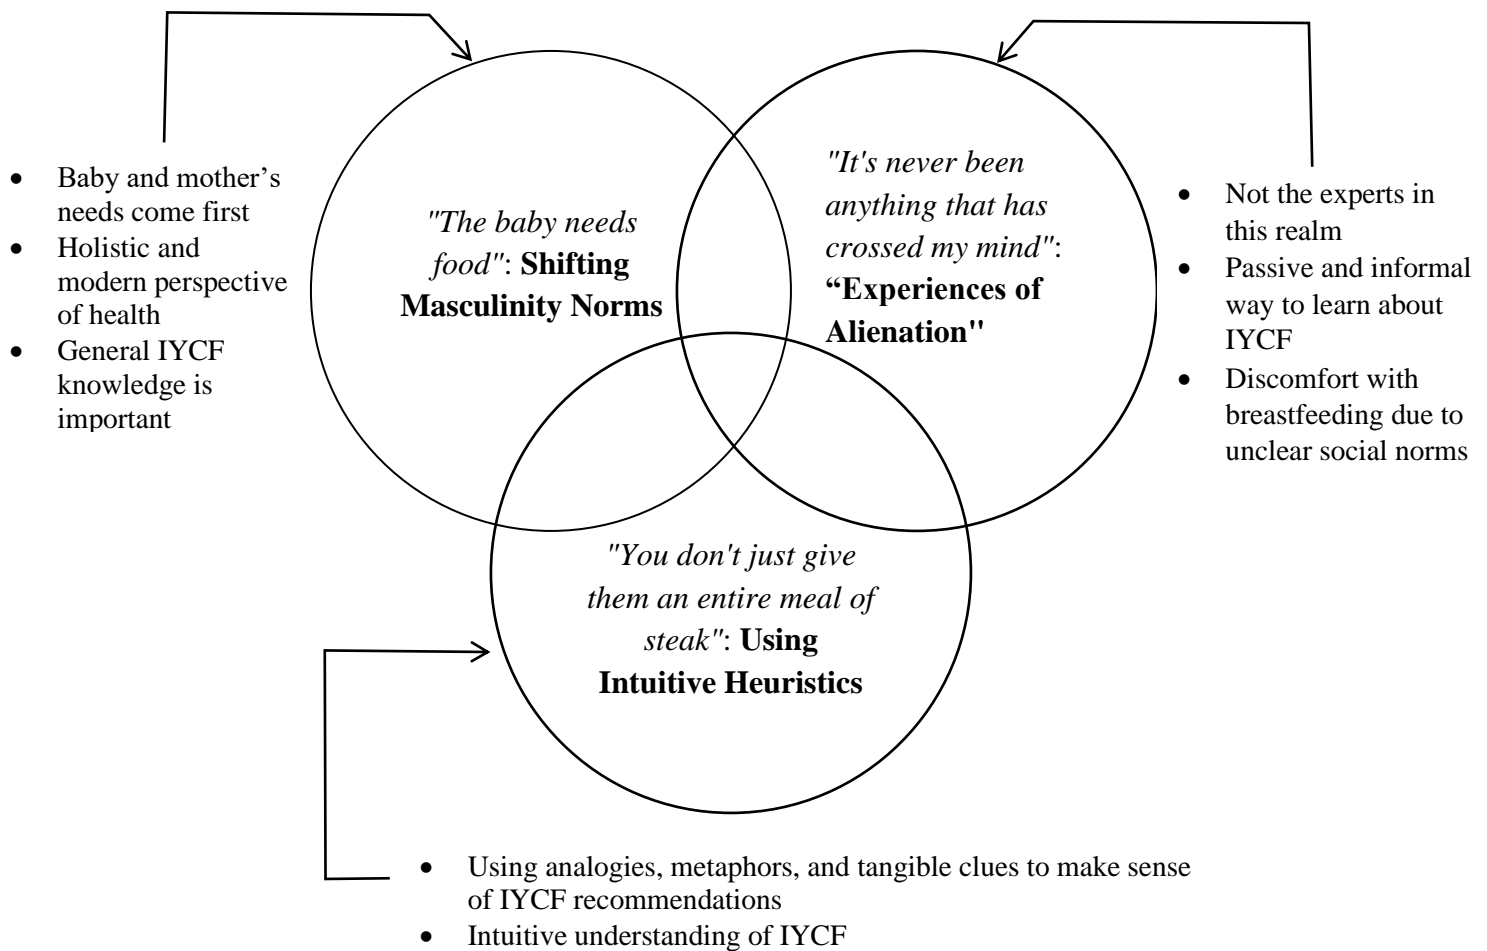 • Baby and mother’s
needs come first
• Holistic and
modern perspective
of health
• General IYCF
knowledge is
important
"The baby needs
food": Shifting
Masculinity Norms
"It's never been
anything that has
crossed my mind":
“Experiences of
Alienation"
• Not the experts in
this realm
• Passive and informal
way to learn about
IYCF
• Discomfort with
breastfeeding due to
unclear social norms
"You don't just give
them an entire meal of
steak": Using
Intuitive Heuristics
• Using analogies, metaphors, and tangible clues to make sense
of IYCF recommendations
• Intuitive understanding of IYCF